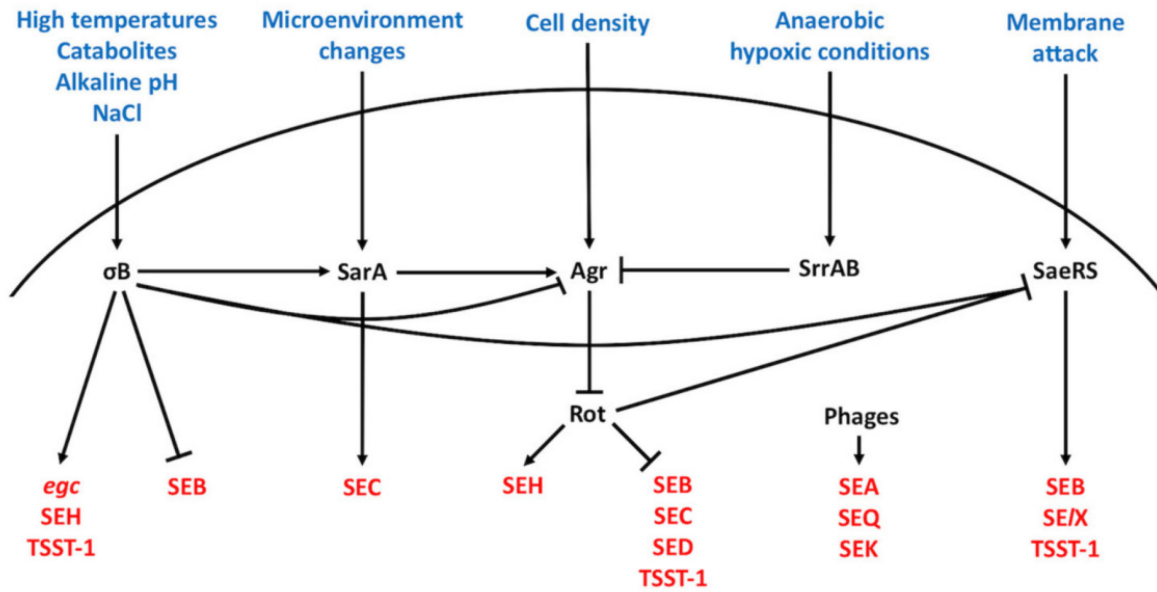 High temperatures
Catabolites
Alkaline pH
NaCl
Microenvironment
changes
Cell density
Anaerobic
hypoxic conditions
Membrane
attack
σB
SarA
Agr
SrrAB
SaeRS
Rot
Phages
egc
SEH
TSST-1
SEB
SEC
SEH
SEB
SEC
SED
TSST-1
SEA
SEQ
SEK
SEB
SElX
TSST-1